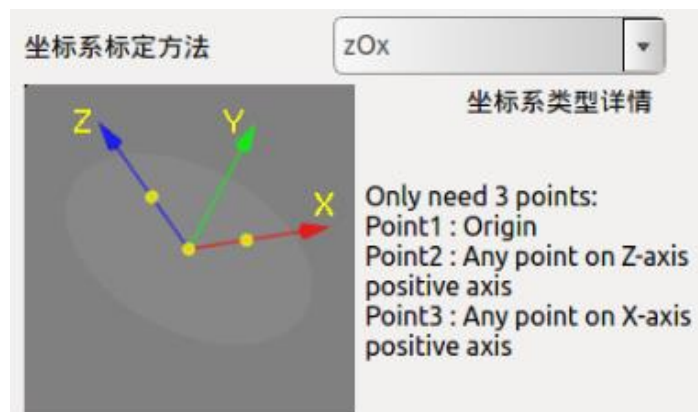 坐标系标定方法
zOx
坐标系类型详情
Z
Y
X
Only need 3 points:
Point1 : Origin
Point2 : Any point on Z-axis
positive axis
Point3 : Any point on X-axis
positive axis